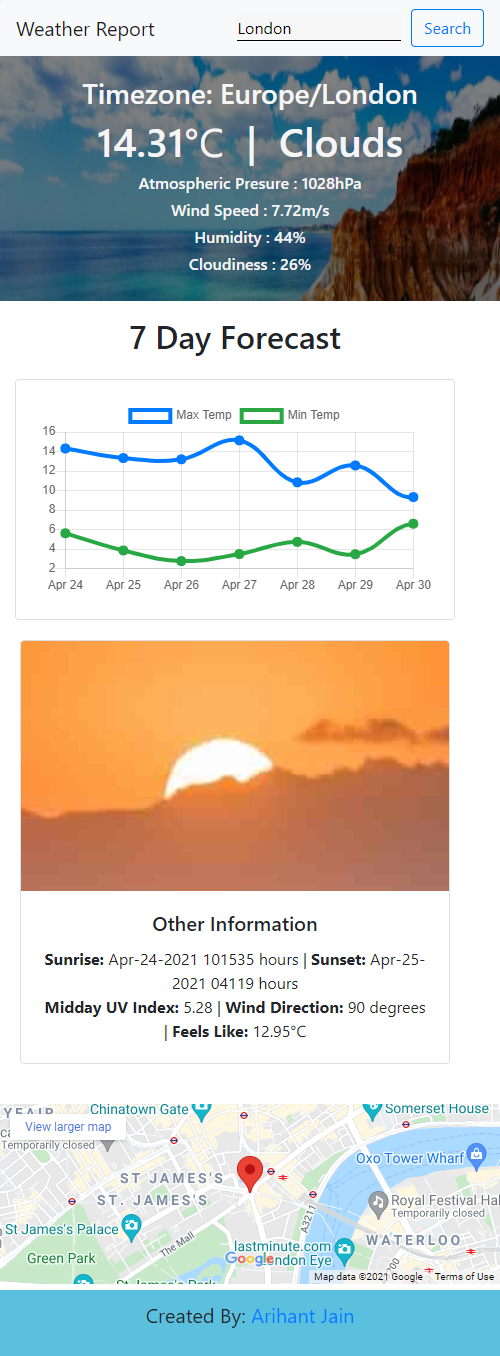 Weather Report
London
Search
Timezone: Europe/London
14.31°C | Clouds
Atmospheric Presure : 1028hPa
Wind Speed : 7.72m/s
Humidity : 44%
Cloudiness : 26%
7 Day Forecast
Max Temp Min Temp
16
14
12
10
8
6
4
2
Apr 24 Apr 25 Apr 26 Apr 27 Apr 28 Apr 29 Apr 30
Other Information
Sunrise: Apr-24-2021 101535 hours | Sunset: Apr-25-
2021 04119 hours
Midday UV Index: 5.28 | Wind Direction: 90 degrees
| Feels Like: 12.95°C
Chinatown Gate
Somerset House
View larger map
Temporarily closed
Oxo Tower Wharf
ST JAMES'S
ST. JAMES'S
Royal Festival Hal
Temporarily closed
A3211
St James's Palace
The Mall
WATERLOO
lastminute.com
London Eye
Green Park
Google
St James's Park
A3200
Map data ©2021 Google Terms of Use
Created By: Arihant Jain